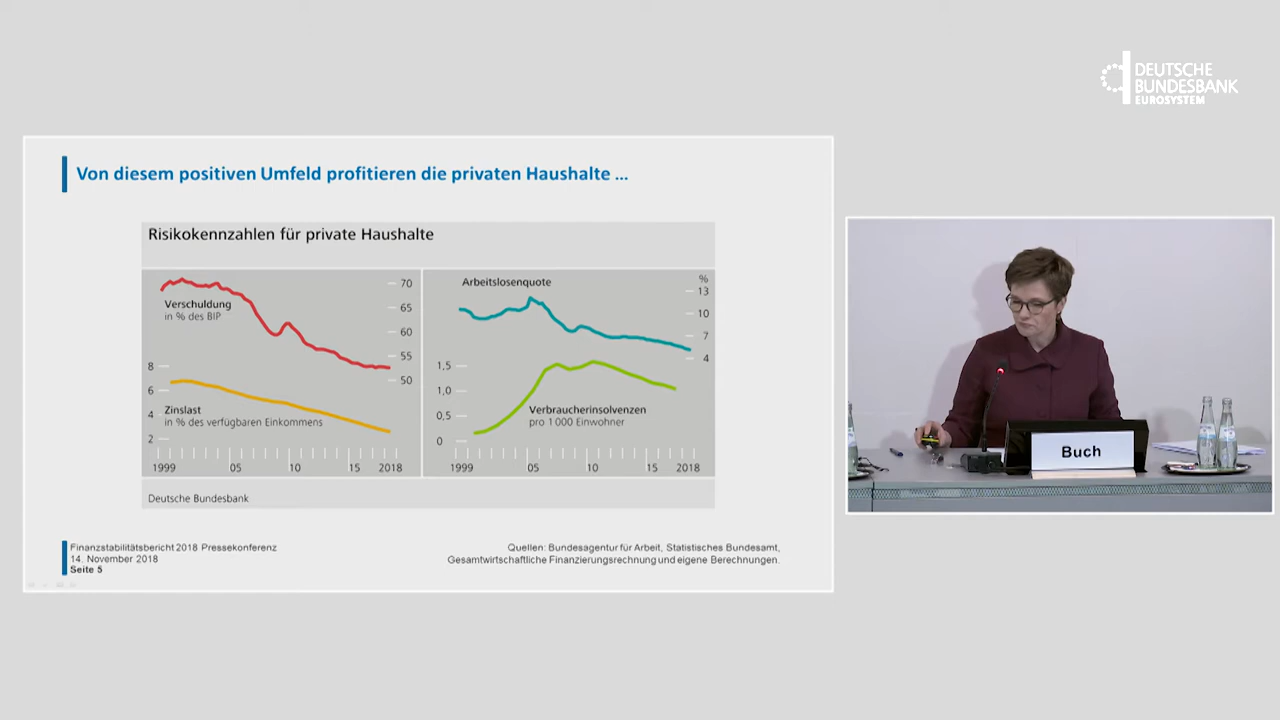 DEUTSCHE
BUNDESBANK
EUROSYSTEM
Von diesem positiven Umfeld profitieren die privaten Haushalte ...
Risikokennzahlen für private Haushalte
Verschuldung
in % des BIP
70
65
60
55
50
8
6
4
2
Zinslast
in % des verfügbaren Einkommens
1999 05 10 15 2018
Arbeitslosenquote
%
13
10
7
4
1,5
1,0
0,5
0
Verbraucherinsolvenzen
pro 1 000 Einwohner
1999 05 10 15 2018
Deutsche Bundesbank
Finanzstabilitätsbericht 2018 Pressekonferenz
14. November 2018
Seite 5
Quellen: Bundesagentur für Arbeit, Statistisches Bundesamt,
Gesamtwirtschaftliche Finanzierungsrechnung und eigene Berechnungen.
Buch